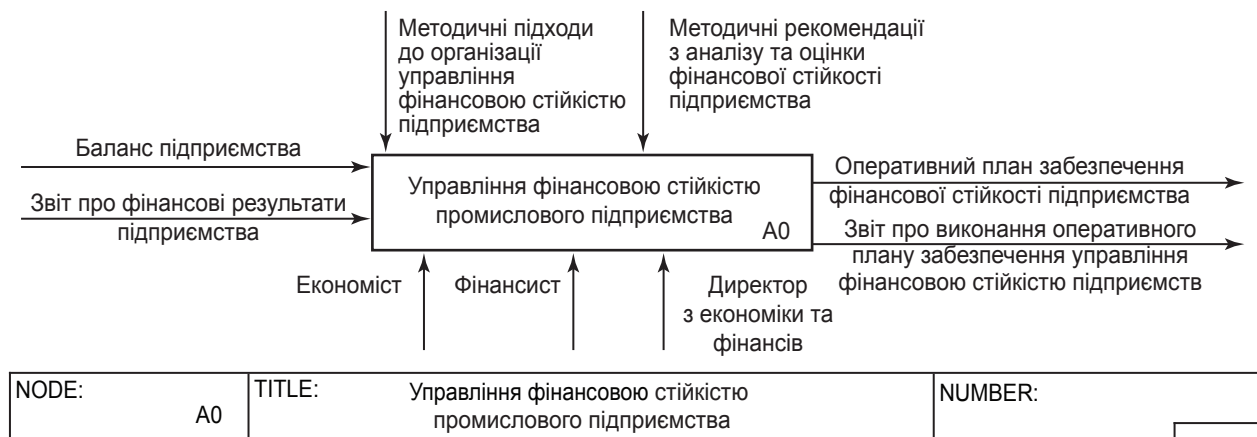 Методичні підходи
до організації
управління
фінансовою стійкістю
підприємства
Методичні рекомендації
з аналізу та оцінки
фінансової стійкості
підприємства
Баланс підприємства
Звіт про фінансові результати
підприємства
Управління фінансовою стійкістю
промислового підприємства
A0
Оперативний план забезпечення
фінансової стійкості підприємства
Звіт про виконання оперативного
плану забезпечення управління
фінансовою стійкістю підприємств
Економіст
Фінансист
Директор
з економіки та
фінансів
NODE:
A0
TITLE:
Управління фінансовою стійкістю
промислового підприємства
NUMBER: